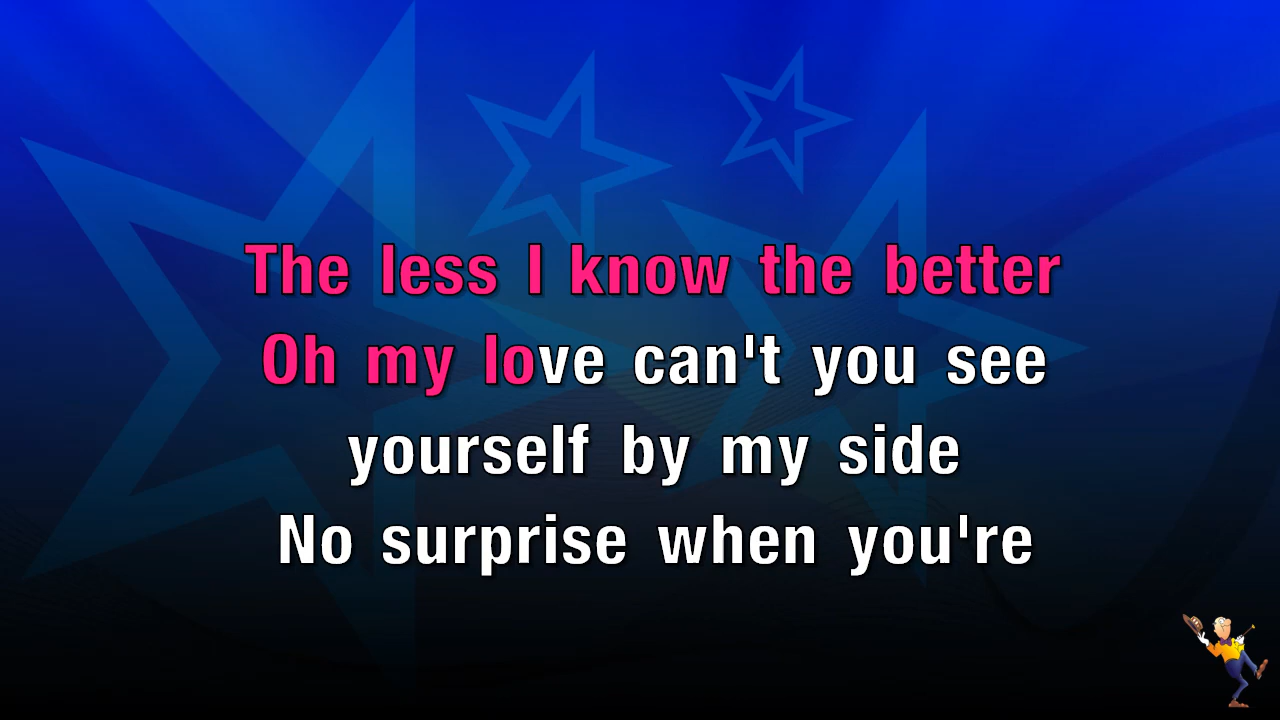 The less I know the better
Oh my love can't you see
yourself by my side
No surprise when you're